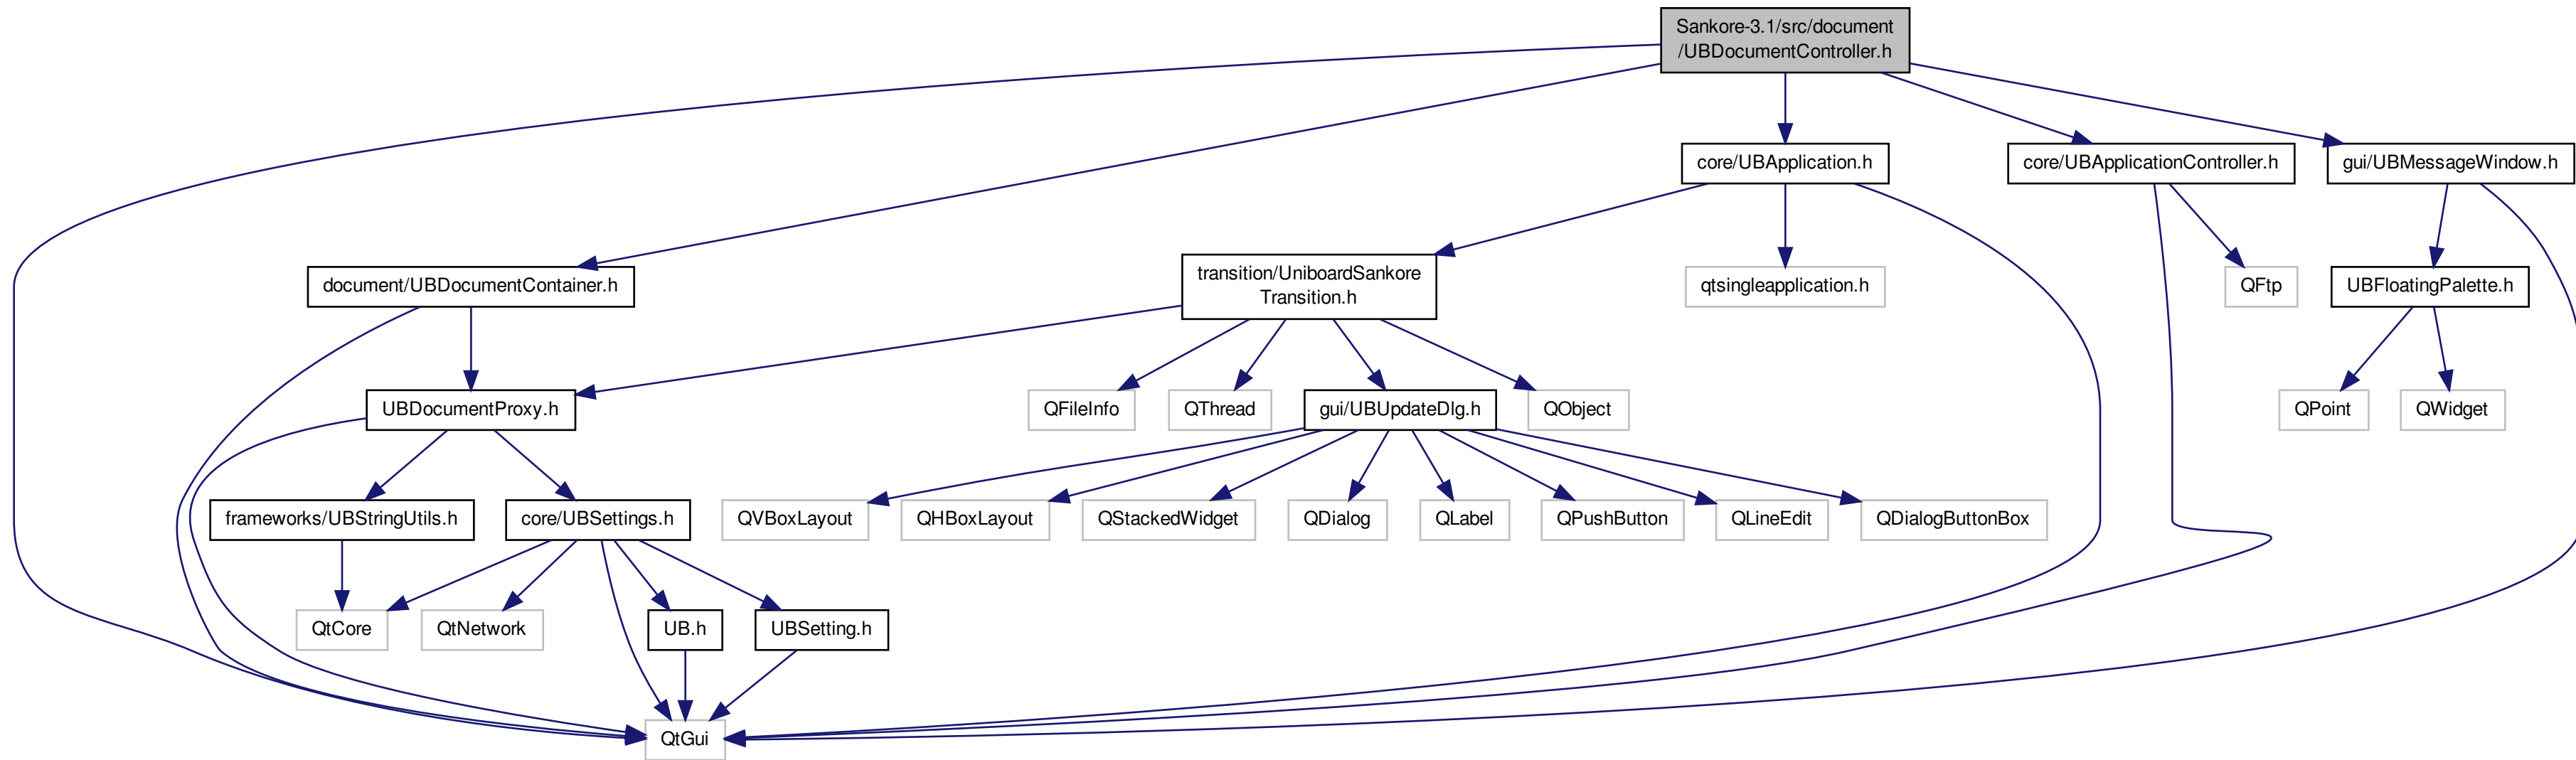 Sankore-3.1/src/document
/UBDocumentController.h
core/UBApplication.h
core/UBApplicationController.h
gui/UBMessageWindow.h
document/UBDocumentContainer.h
transition/UniboardSankore
Transition.h
qtsingleapplication.h
QFtp
UBFloatingPalette.h
UBDocumentProxy.h
QFileInfo
QThread
gui/UBUpdateDlg.h
QObject
QPoint
QWidget
frameworks/UBStringUtils.h
core/UBSettings.h
QVBoxLayout
QHBoxLayout
QStackedWidget
QDialog
QLabel
QPushButton
QLineEdit
QDialogButtonBox
QtCore
QtNetwork
UB.h
UBSetting.h
QtGui